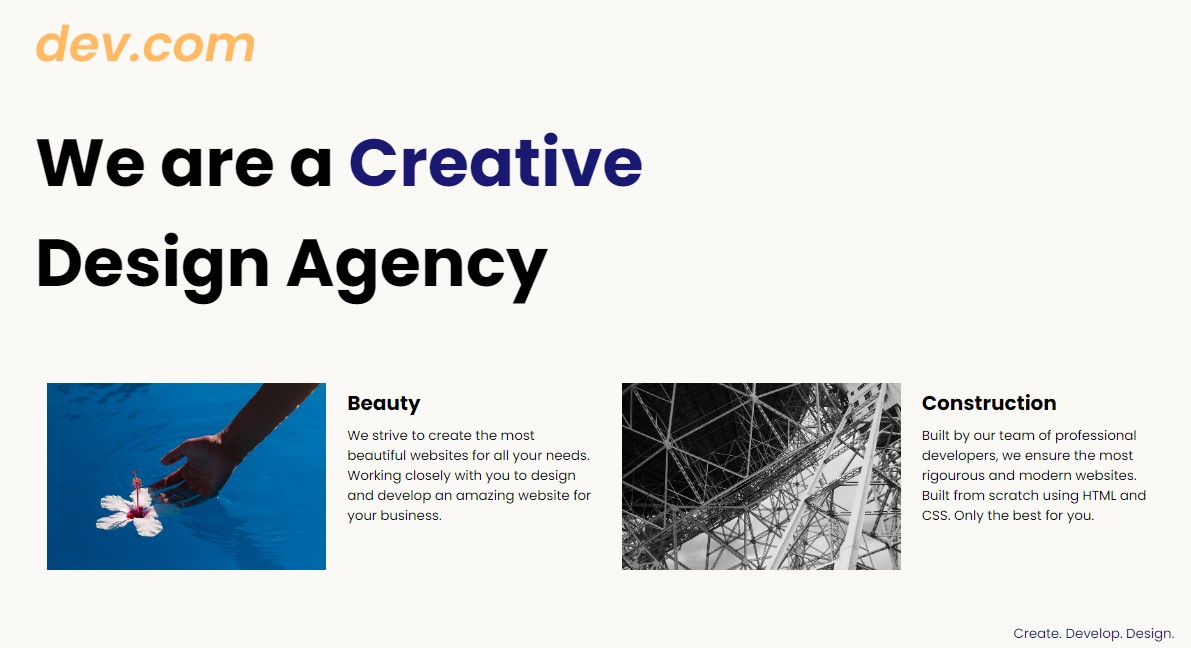 dev.com
We are a Creative
Design Agency
Beauty
We strive to create the most
beautiful websites for all your needs.
Working closely with you to design
and develop an amazing website for
your business.
Construction
Built by our team of professional
developers, we ensure the most
rigourous and modern websites.
Built from scratch using HTML and
CSS. Only the best for you.
Create. Develop. Design.